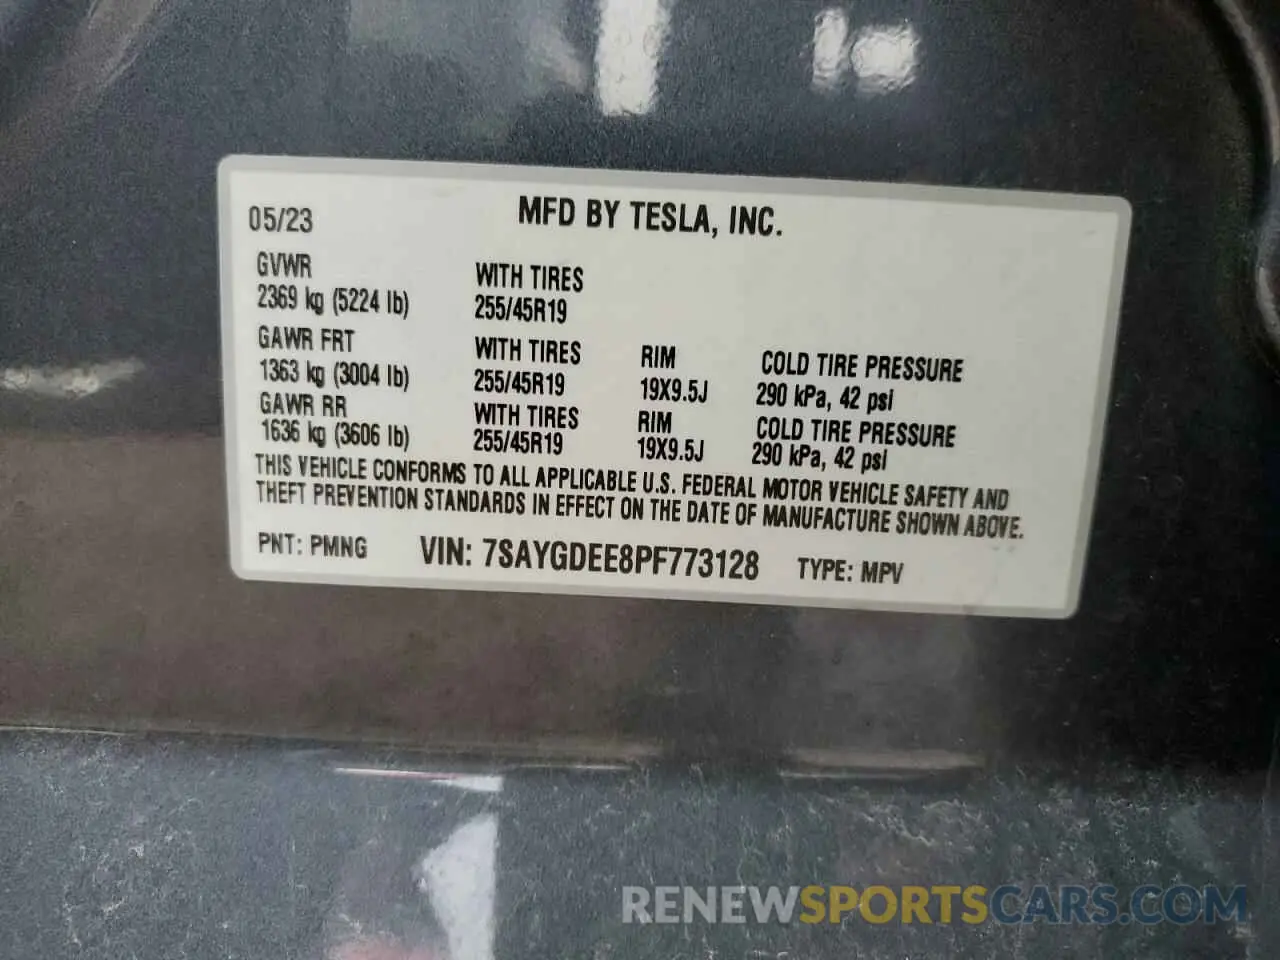 05/23 MFD BY TESLA, INC.
GVWR WITH TIRES
2369 kg (5224 lb) 255/45R19
GAWR FRT WITH TIRES RIM COLD TIRE PRESSURE
1363 kg (3004 lb) 255/45R19 19X9.5J 290 kPa, 42 psi
GAWR RR WITH TIRES RIM COLD TIRE PRESSURE
1636 kg (3606 lb) 255/45R19 19X9.5J 290 kPa, 42 psi
THIS VEHICLE CONFORMS TO ALL APPLICABLE U.S. FEDERAL MOTOR VEHICLE SAFETY AND
THEFT PREVENTION STANDARDS IN EFFECT ON THE DATE OF MANUFACTURE SHOWN ABOVE.
PNT: PMNG VIN: 7SAYGDEE8PF773128 TYPE: MPV
RENEWSPORTSCARS.COM